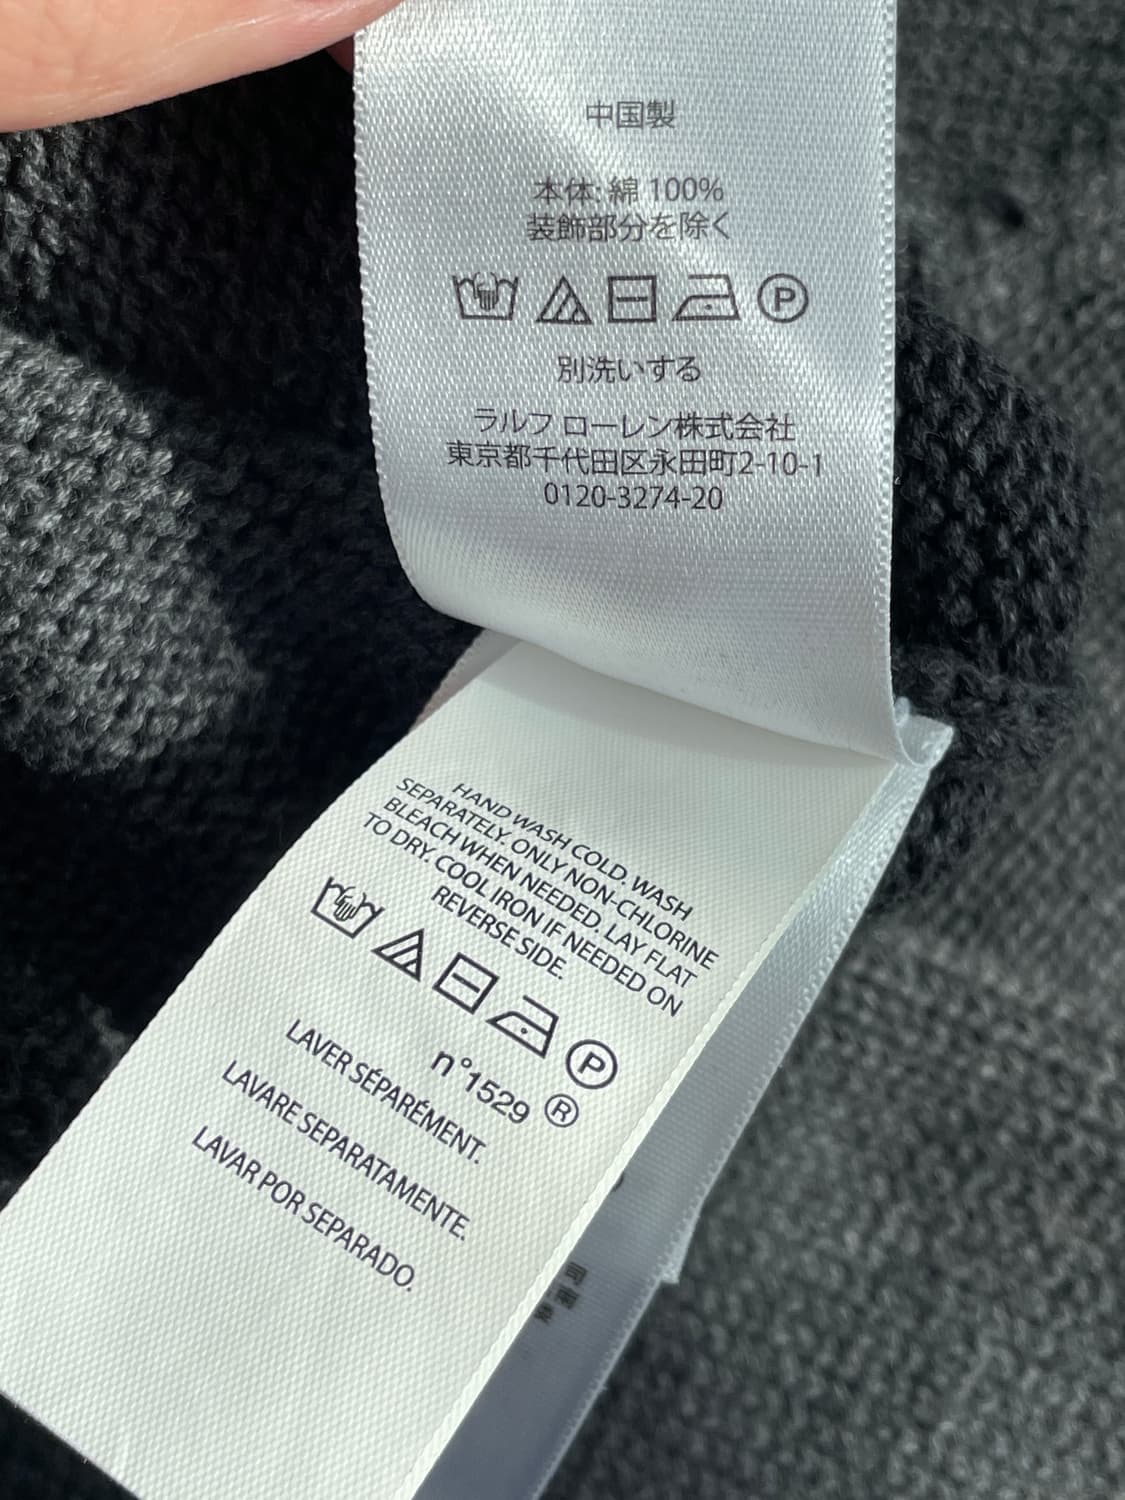 中国製
本体: 綿 100%
装飾部分を除く
P
別洗いする
ラルフ ローレン株式会社
東京都千代田区永田町2-10-1
0120-3274-20
HAND WASH COLD. WASH
SEPARATELY. ONLY NON-CHLORINE
BLEACH WHEN NEEDED. LAY FLAT
TO DRY. COOL IRON IF NEEDED ON
REVERSE SIDE.
P
n°1529 ®
LAVER SÉPARÉMENT.
LAVARE SEPARATAMENTE.
LAVAR POR SEPARADO.